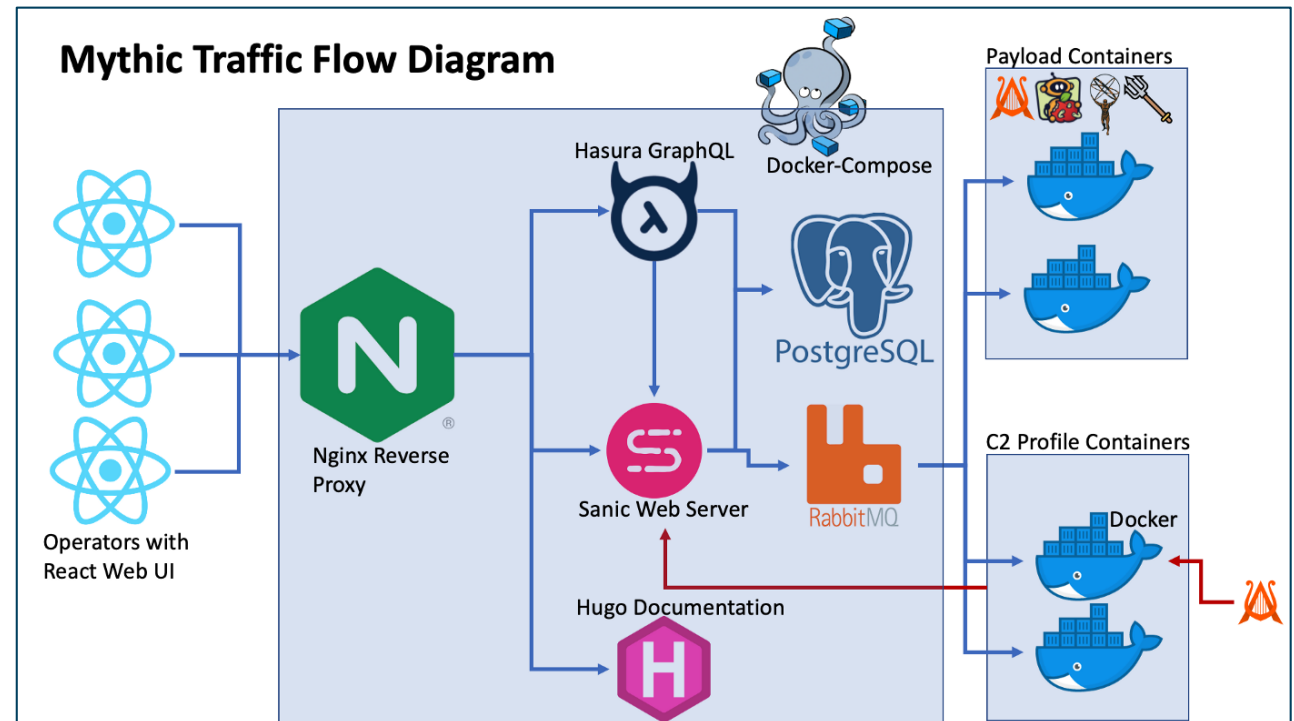 Mythic Traffic Flow Diagram
Payload Containers
Hasura GraphQL
Docker-Compose
λ
N
®
PostgreSQL
Nginx Reverse
Proxy
C2 Profile Containers
S
Sanic Web Server
RabbitMQ
Docker
Operators with
React Web UI
Hugo Documentation
H